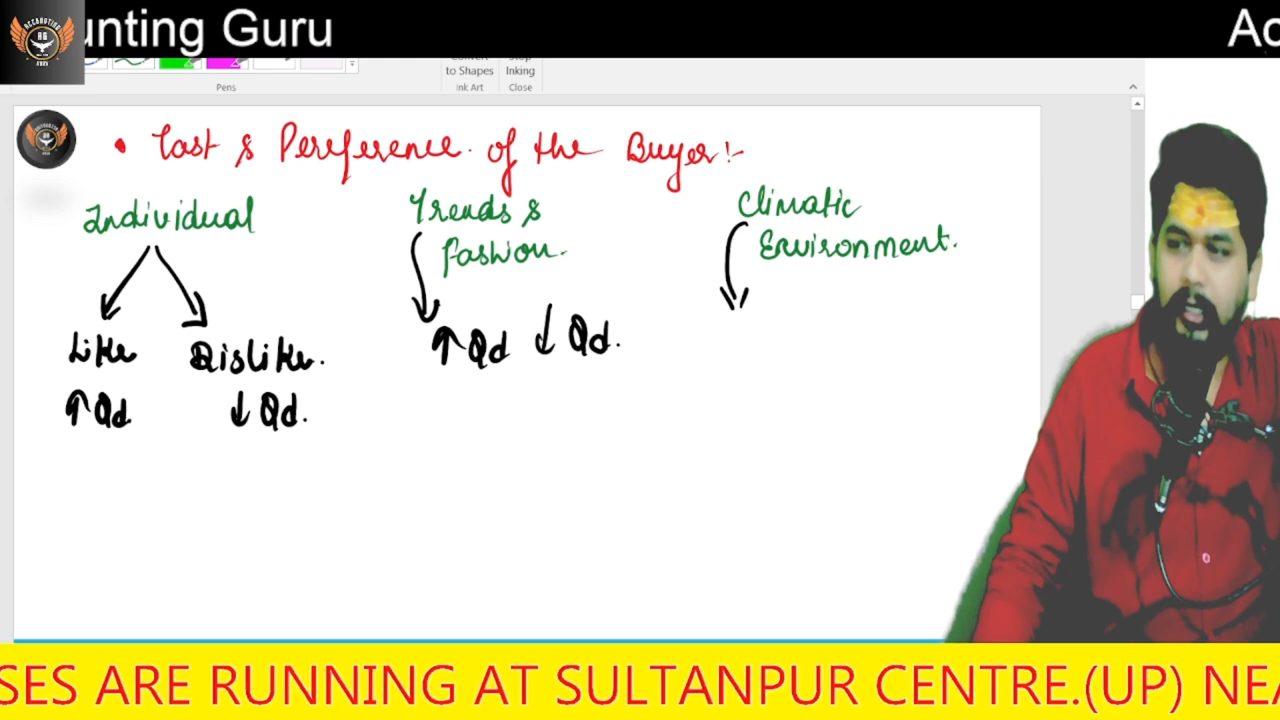 unting Guru
Ac
Convert
to Shapes
Stop
Inking
Pens
Ink Art
Close
• Tast & Pereference of the Buyer:-
Individual
Trends &
fashion.
Climatic
Environment.
Like
Dislike.
↑Qd
↓ Qd.
↑Qd ↓ Qd.
SES ARE RUNNING AT SULTANPUR CENTRE.(UP) NEA